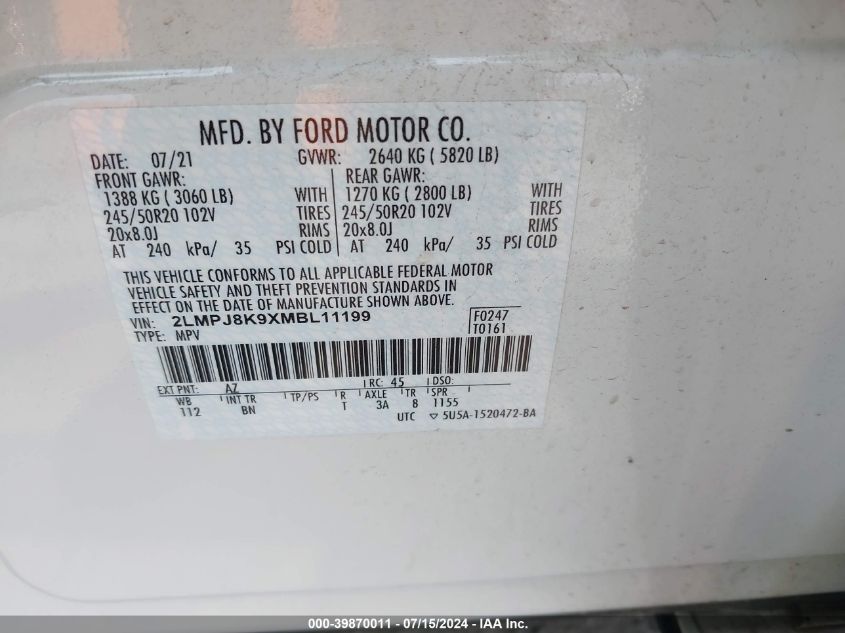 MFD. BY FORD MOTOR CO.
DATE: 07/21 GVWR: 2640 KG ( 5820 LB)
FRONT GAWR: REAR GAWR:
1388 KG ( 3060 LB) WITH 1270 KG ( 2800 LB) WITH
245/50R20 102V TIRES 245/50R20 102V TIRES
20x8.0J RIMS 20x8.0J RIMS
AT 240 kPa/ 35 PSI COLD AT 240 kPa/ 35 PSI COLD
THIS VEHICLE CONFORMS TO ALL APPLICABLE FEDERAL MOTOR
VEHICLE SAFETY AND THEFT PREVENTION STANDARDS IN
EFFECT ON THE DATE OF MANUFACTURE SHOWN ABOVE.
VIN: 2LMPJ8K9XMBL11199 F0247
TYPE: MPV T0161
EXT PNT: AZ RC: 45 DSO:
WB INT TR TP/PS R AXLE TR SPR
112 BN T 3A 8 1155
UTC ▽ 5U5A-1520472-BA
000-39870011 - 07/15/2024 - IAA Inc.